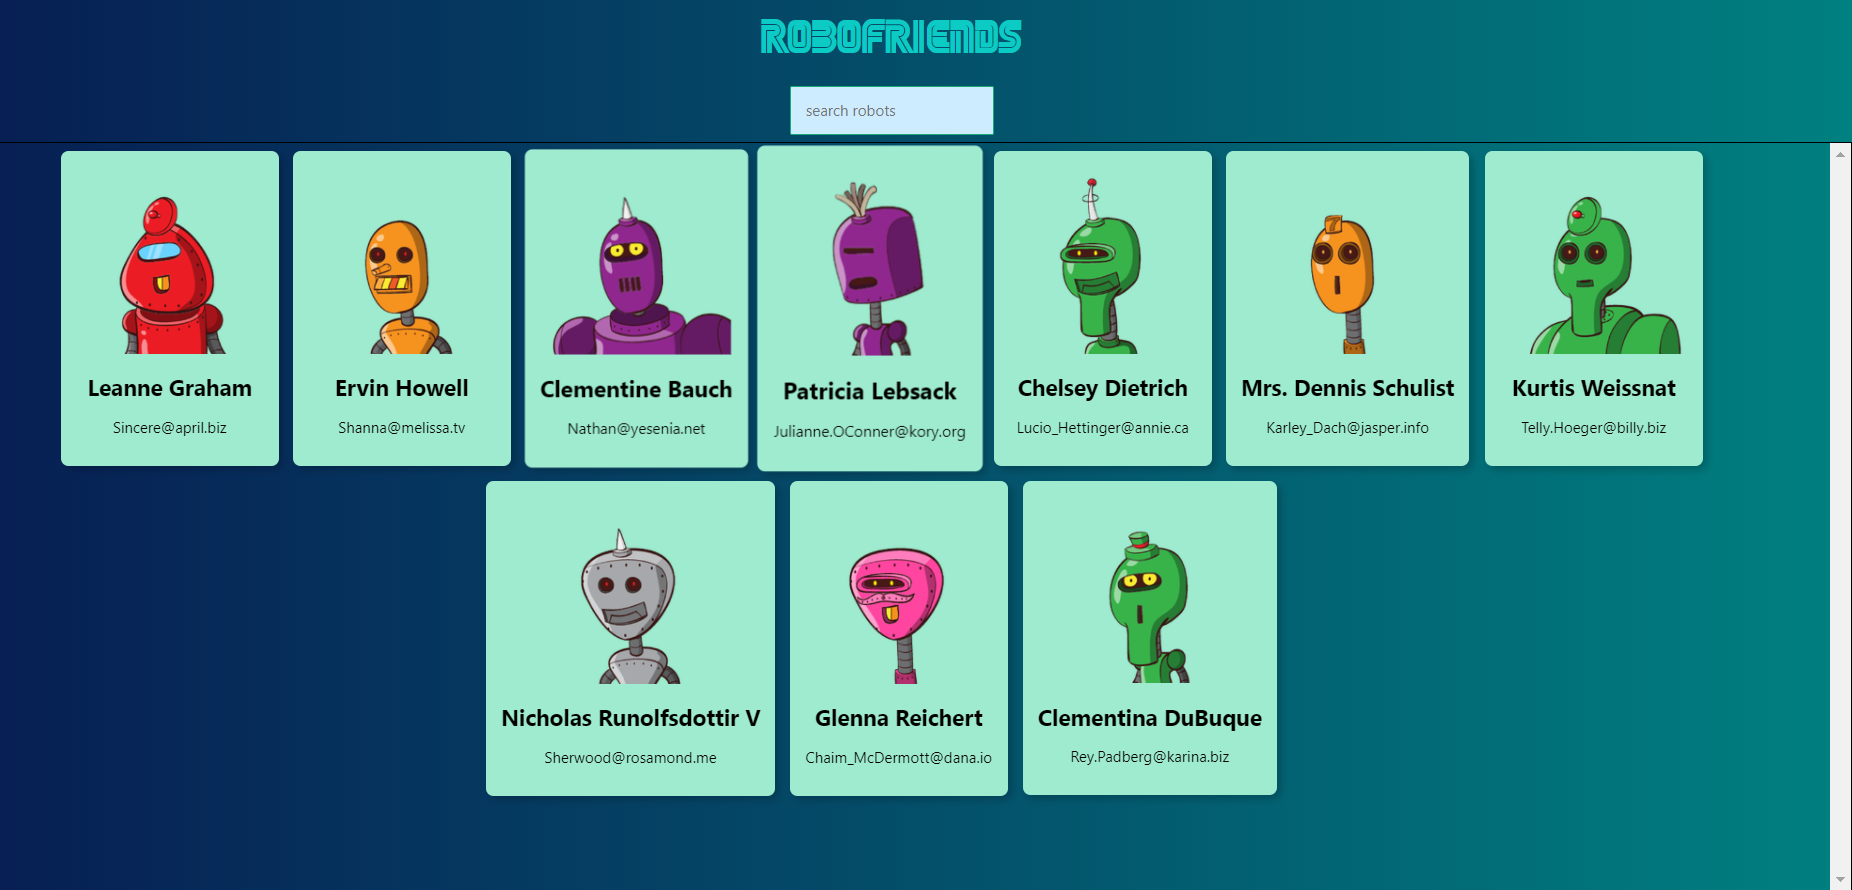 ROBOFRIENDS
search robots
Leanne Graham
Sincere@april.biz
Ervin Howell
Shanna@melissa.tv
Clementine Bauch
Nathan@yesenia.net
Patricia Lebsack
Julianne.OConner@kory.org
Chelsey Dietrich
Lucio_Hettinger@annie.ca
Mrs. Dennis Schulist
Karley_Dach@jasper.info
Kurtis Weissnat
Telly.Hoeger@billy.biz
Nicholas Runolfsdottir V
Sherwood@rosamond.me
Glenna Reichert
Chaim_McDermott@dana.io
Clementina DuBuque
Rey.Padberg@karina.biz